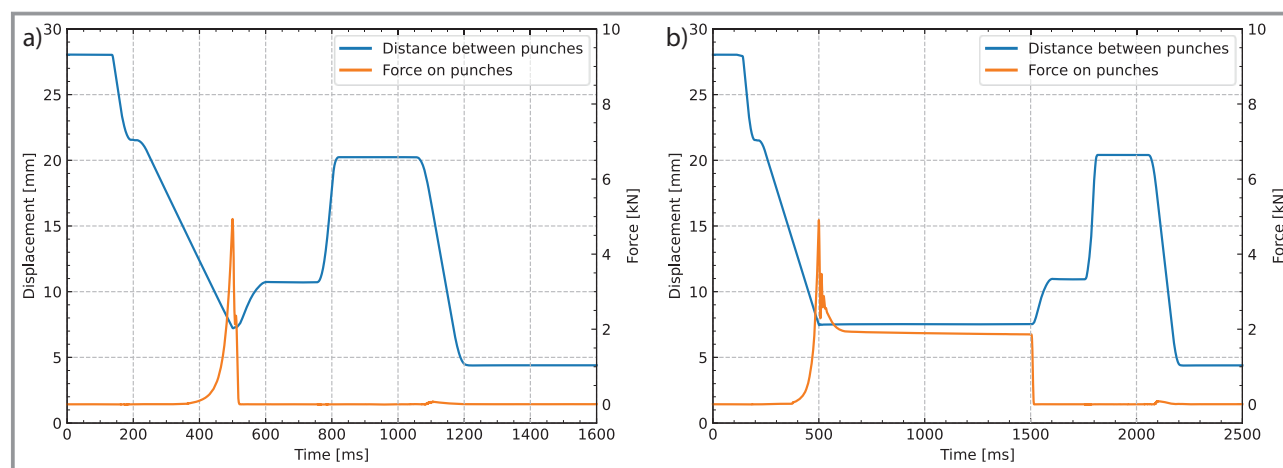 a)
Distance between punches
Force on punches
30
25
20
15
10
5
0
Displacement [mm]
10
8
6
4
2
0
Force [kN]
0 200 400 600 800 1000 1200 1400 1600
Time [ms]
b)
Distance between punches
Force on punches
30
25
20
15
10
5
0
Displacement [mm]
10
8
6
4
2
0
Force [kN]
0 500 1000 1500 2000 2500
Time [ms]